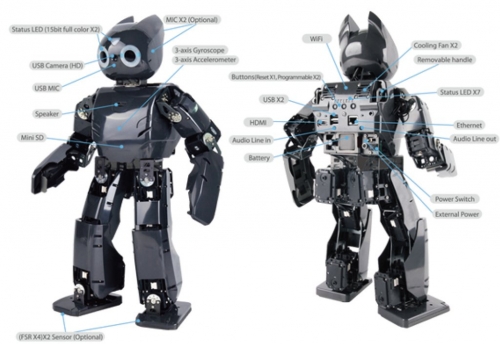 Status LED (15bit full color X2)
MIC X2 (Optional)
3-axis Gyroscope
3-axis Accelerometer
USB Camera (HD)
USB MIC
Speaker
Mini SD
(FSR X4)X2 Sensor (Optional)
WiFi
Cooling Fan X2
Removable handle
Buttons(Reset X1, Programmable X2)
Status LED X7
USB X2
HDMI
Ethernet
Audio Line In
Audio Line out
Battery
Power Switch
External Power